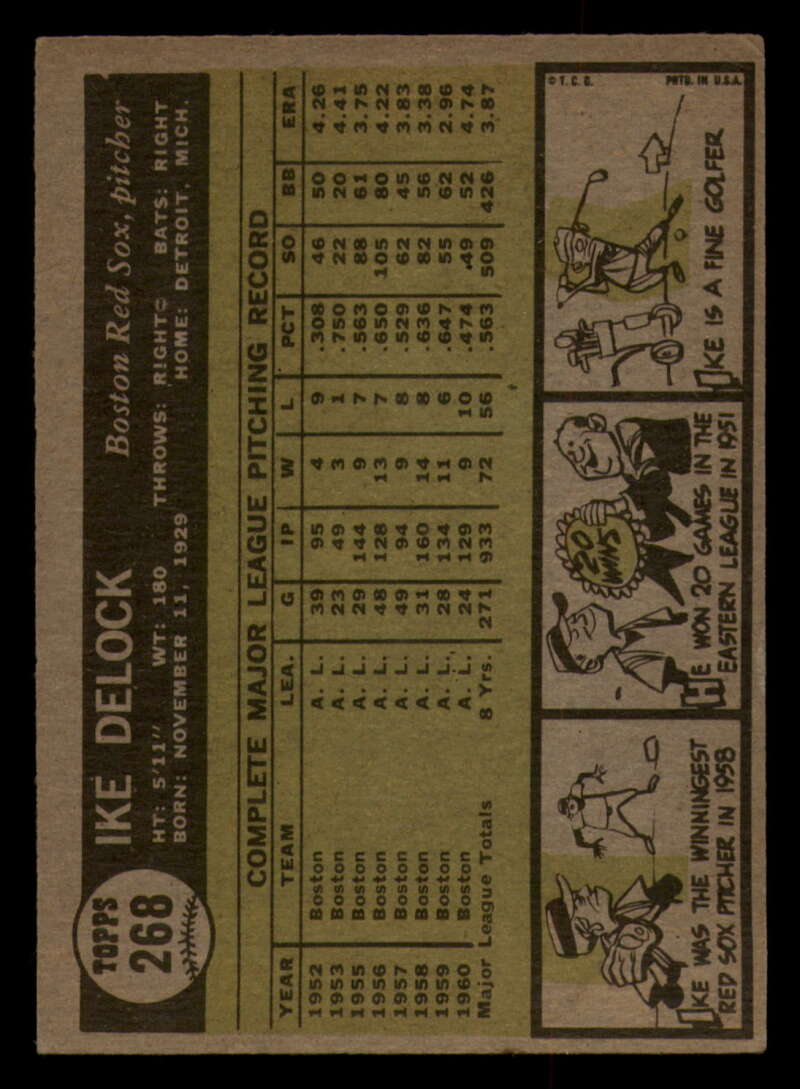 TOPPS
268
IKE DELOCK Boston Red Sox, pitcher
HT: 5'11" WT: 180 THROWS: RIGHT BATS: RIGHT
BORN: NOVEMBER 11, 1929 HOME: DETROIT, MICH.
COMPLETE MAJOR LEAGUE PITCHING RECORD
YEAR TEAM LEA. G IP W L PCT SO BB ERA
1952 Boston A. L. 39 95 4 9 .308 46 50 4.26
1953 Boston A. L. 23 49 3 1 .750 22 20 4.41
1955 Boston A. L. 29 144 9 7 .563 88 61 3.75
1956 Boston A. L. 48 128 13 7 .650 105 80 4.22
1957 Boston A. L. 49 94 9 8 .529 62 45 3.83
1958 Boston A. L. 31 160 14 8 .636 82 56 3.38
1959 Boston A. L. 28 134 11 6 .647 55 62 2.96
1960 Boston A. L. 24 129 9 10 .474 49 52 4.74
Major League Totals 8 Yrs. 271 933 72 56 .563 509 426 3.87
IKE WAS THE WINNINGEST
RED SOX PITCHER IN 1958
20
WINS
HE WON 20 GAMES IN THE
EASTERN LEAGUE IN 1951
© T. C. G. PRTD. IN U.S.A.
IKE IS A FINE GOLFER